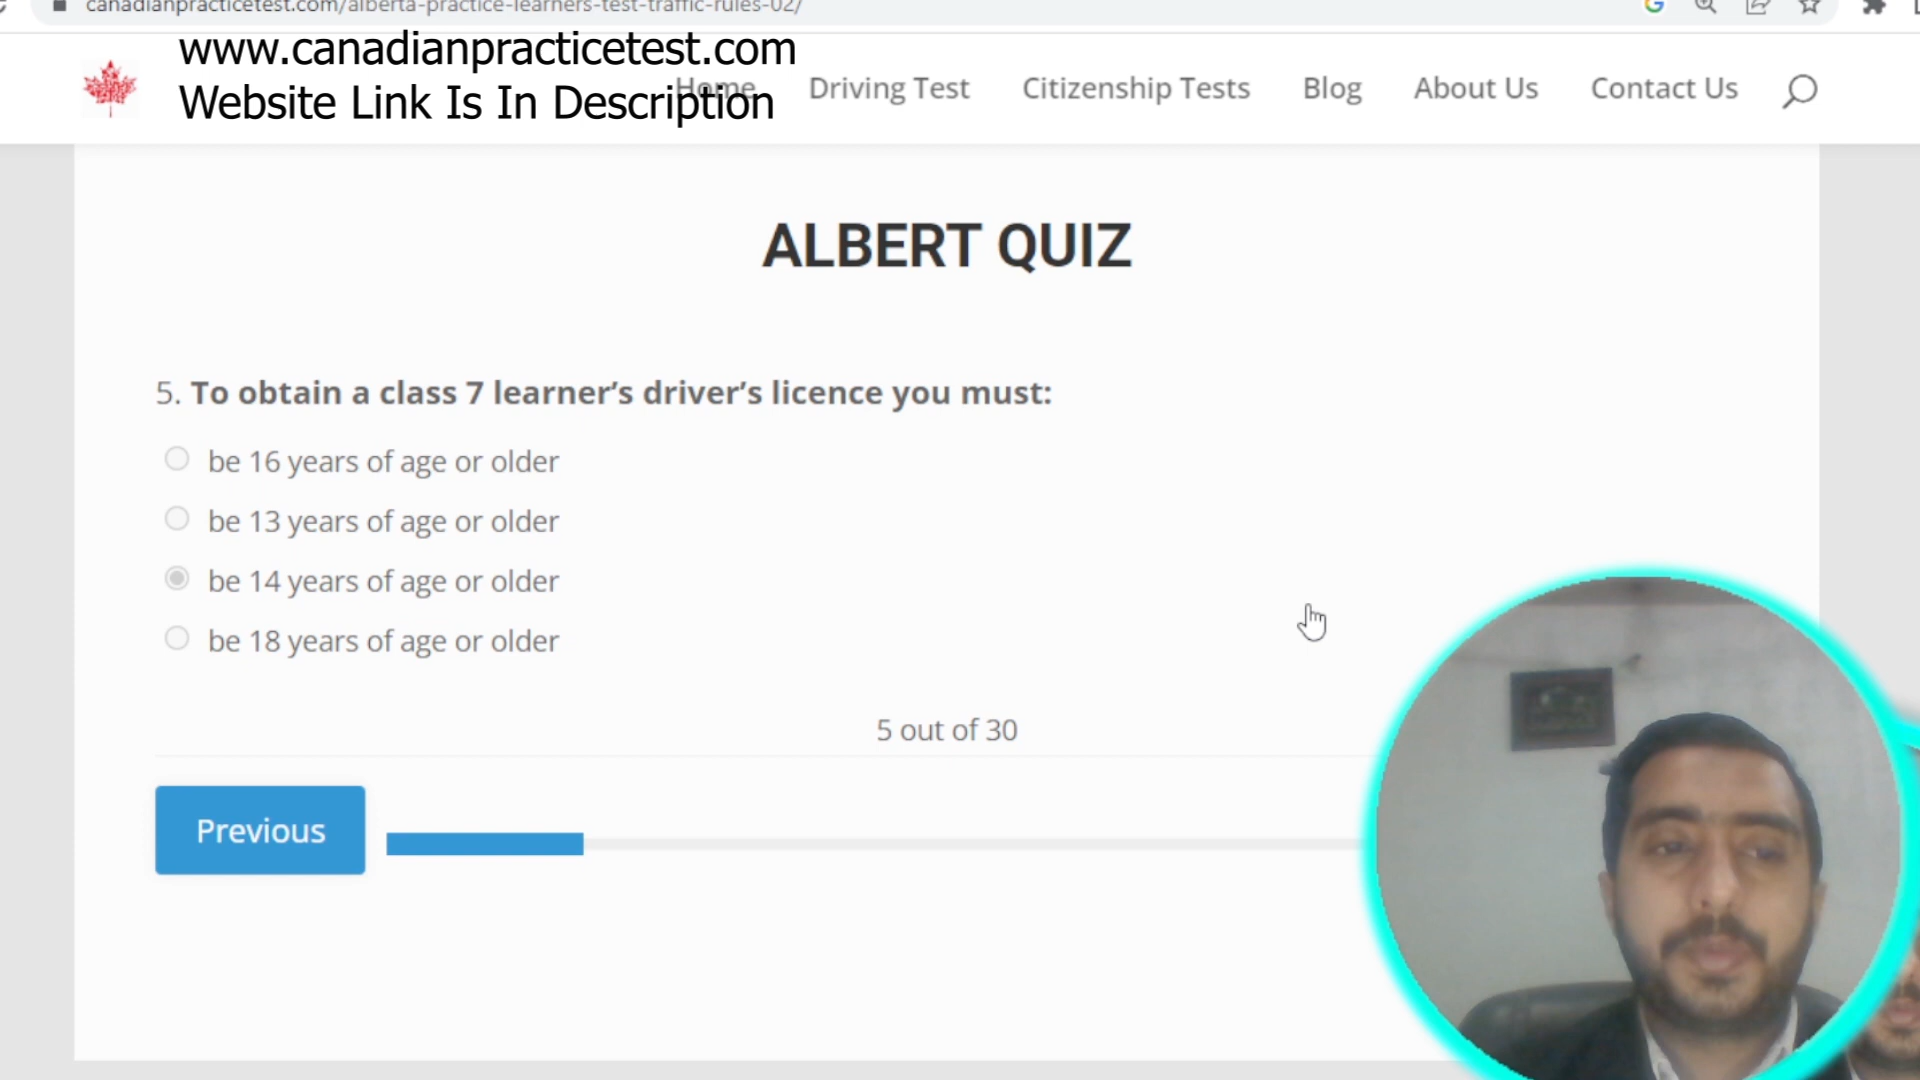 canadianpracticetest.com/alberta-practice-learners-test-traffic-rules-02/
www.canadianpracticetest.com
Website Link Is In Description
Home Driving Test Citizenship Tests Blog About Us Contact Us
ALBERT QUIZ
5. To obtain a class 7 learner’s driver’s licence you must:
be 16 years of age or older
be 13 years of age or older
be 14 years of age or older
be 18 years of age or older
5 out of 30
Previous